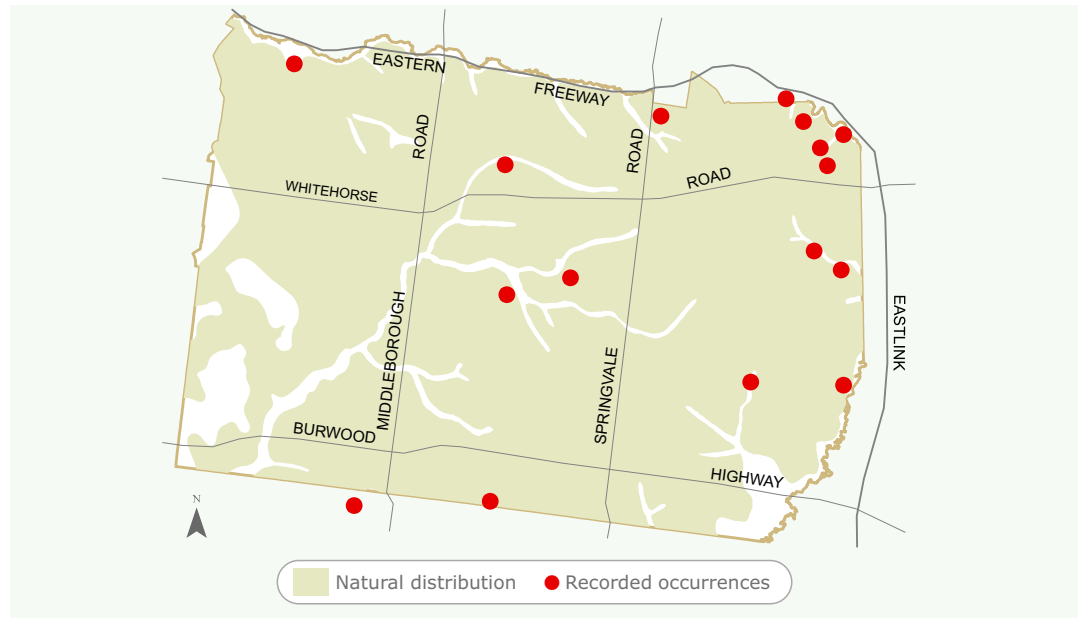 EASTERN
FREEWAY
ROAD
ROAD
ROAD
WHITEHORSE
MIDDLEBOROUGH
EASTLINK
SPRINGVALE
BURWOOD
HIGHWAY
N
Natural distribution
Recorded occurrences